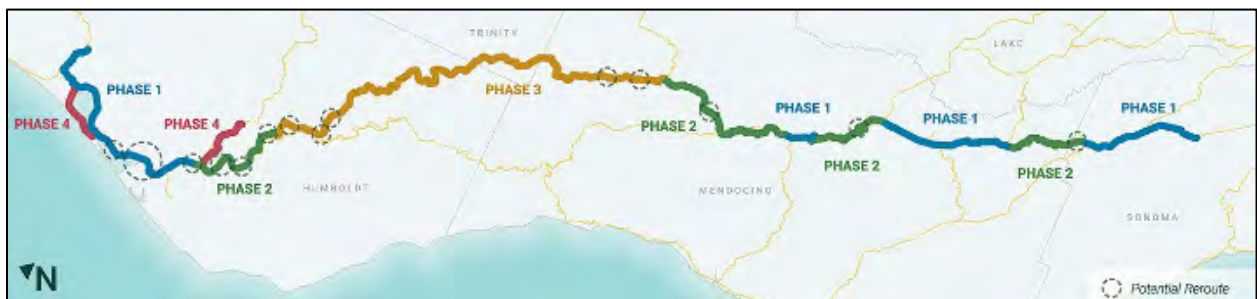 TRINITY
LAKE
PHASE 1
PHASE 3
PHASE 4
PHASE 4
PHASE 1
PHASE 1
PHASE 1
PHASE 2
PHASE 2
PHASE 2
PHASE 2
HUMBOLDT
MENDOCINO
SONOMA
N
Potential Reroute